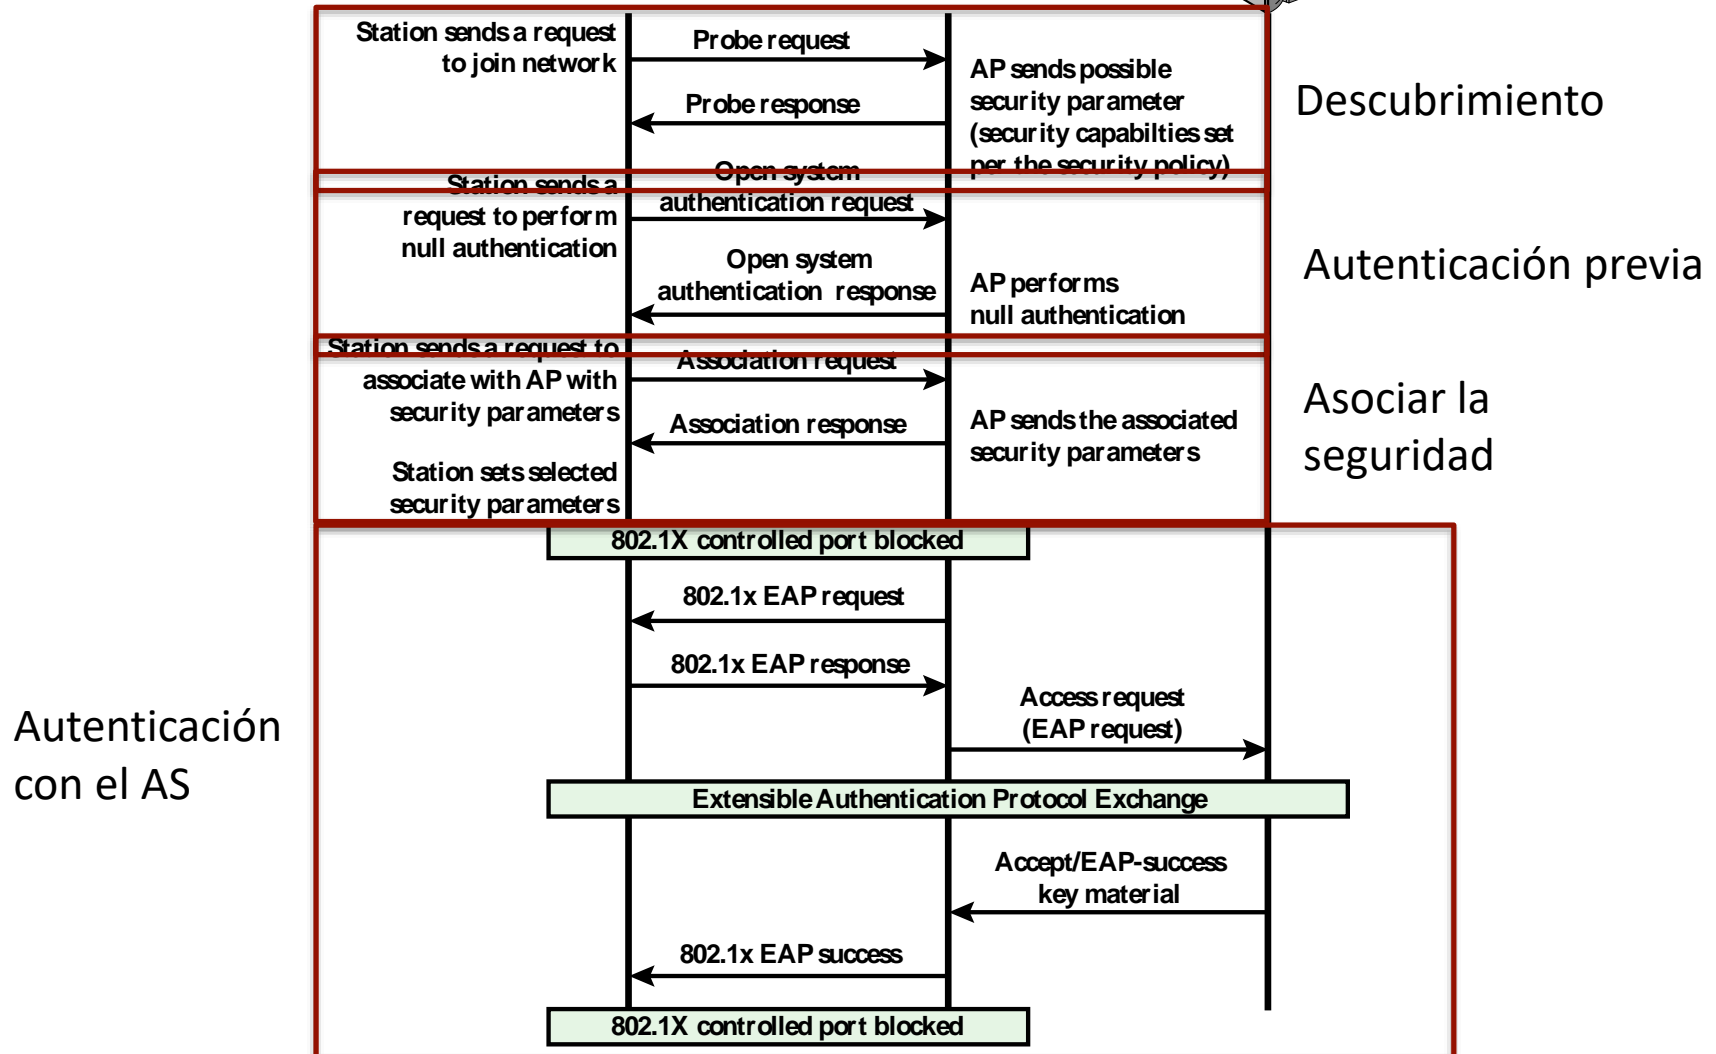 Station sends a request
to join network
Probe request
Probe response
AP sends possible
security parameter
(security capabilties set
per the security policy)
Descubrimiento
Station sends a
request to perform
null authentication
Open system
authentication request
Open system
authentication response
AP performs
null authentication
Autenticación previa
Station sends a request to
associate with AP with
security parameters
Association request
Association response
AP sends the associated
security parameters
Station sets selected
security parameters
Asociar la
seguridad
802.1X controlled port blocked
802.1x EAP request
802.1x EAP response
Access request
(EAP request)
Autenticación
con el AS
Extensible Authentication Protocol Exchange
Accept/EAP-success
key material
802.1x EAP success
802.1X controlled port blocked